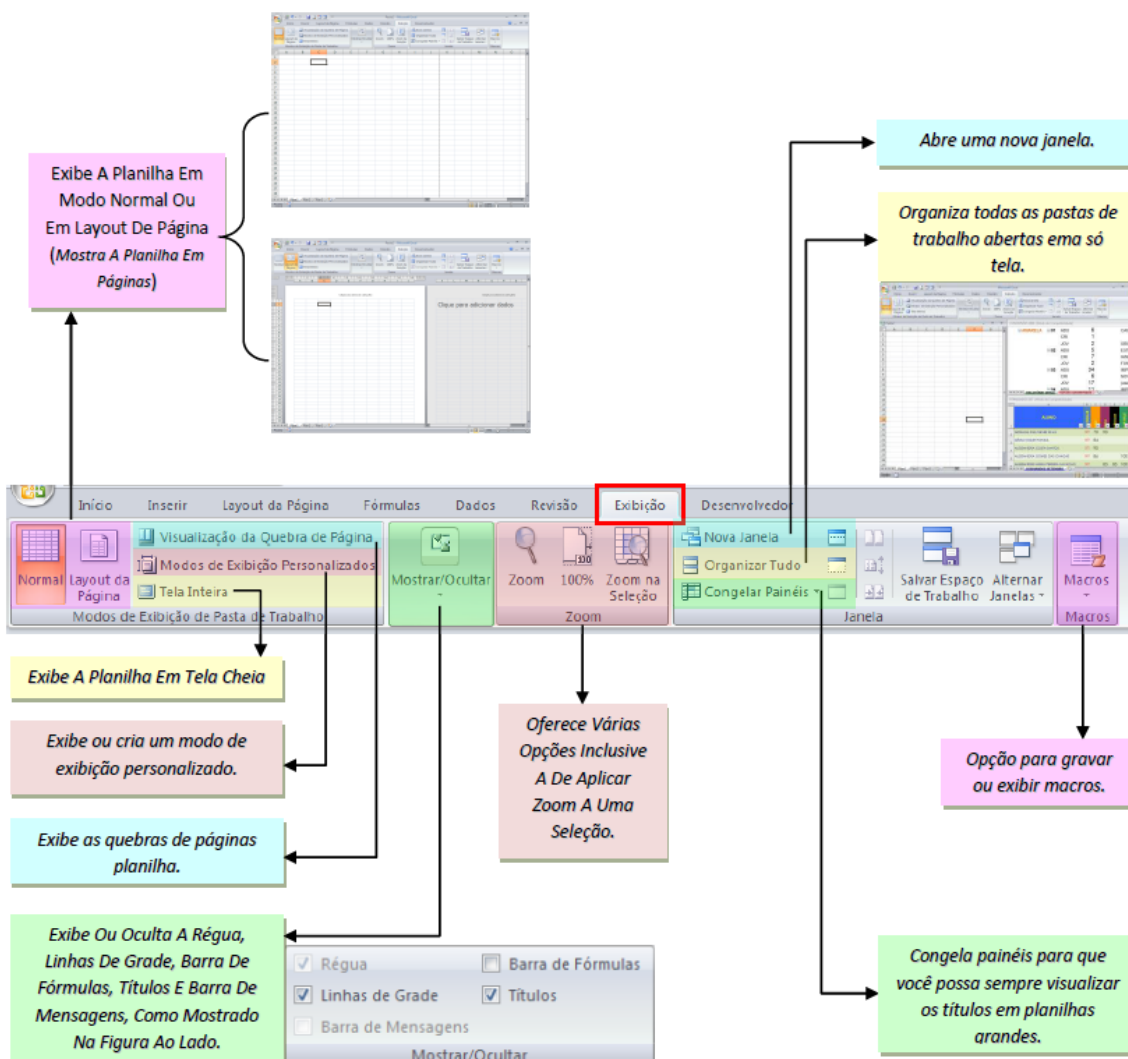 Exibe A Planilha Em
Modo Normal Ou
Em Layout De Página
(Mostra A Planilha Em
Páginas)
Clique para adicionar dados
Abre uma nova janela.
Organiza todas as pastas de
trabalho abertas ema só
tela.
Início Inserir Layout da Página Fórmulas Dados Revisão Exibição Desenvolvedor
Normal
Layout da
Página
Visualização da Quebra de Página
Modos de Exibição Personalizados
Tela Inteira
Modos de Exibição de Pasta de Trabalho
Mostrar/Ocultar
Zoom
100%
Zoom na
Seleção
Zoom
Nova Janela
Organizar Tudo
Congelar Painéis
Salvar Espaço
de Trabalho
Alternar
Janelas
Janela
Macros
Macros
Exibe A Planilha Em Tela Cheia
Exibe ou cria um modo de
exibição personalizado.
Exibe as quebras de páginas
planilha.
Exibe Ou Oculta A Régua,
Linhas De Grade, Barra De
Fórmulas, Títulos E Barra De
Mensagens, Como Mostrado
Na Figura Ao Lado.
Régua
Barra de Fórmulas
Linhas de Grade
Títulos
Barra de Mensagens
Mostrar/Ocultar
Oferece Várias
Opções Inclusive
A De Aplicar
Zoom A Uma
Seleção.
Opção para gravar
ou exibir macros.
Congela painéis para que
você possa sempre visualizar
os títulos em planilhas
grandes.